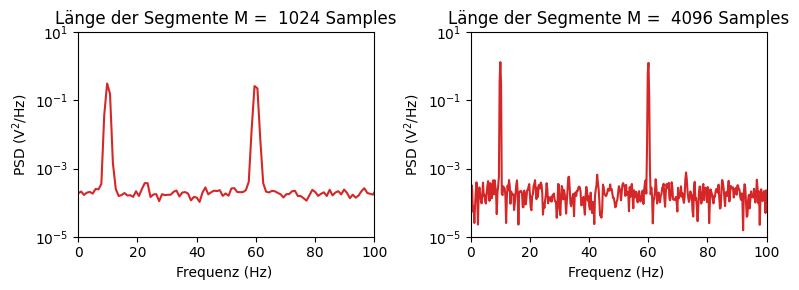 Länge der Segmente M =  1024 Samples
10^1
10^-1
10^-3
10^-5
PSD (V^2/Hz)
0 20 40 60 80 100
Frequenz (Hz)
Länge der Segmente M =  4096 Samples
10^1
10^-1
10^-3
10^-5
PSD (V^2/Hz)
0 20 40 60 80 100
Frequenz (Hz)